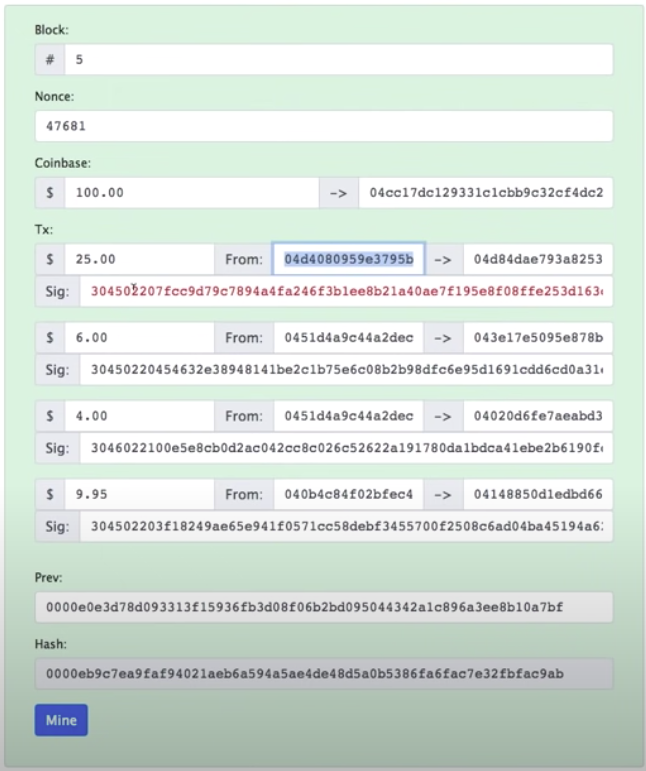 Block:
# 5
Nonce:
47681
Coinbase:
$ 100.00 -> 04cc17dc129331c1cbb9c32cf4dc2
Tx:
$ 25.00 From: 04d4080959e3795b -> 04d84dae793a8253
Sig: 304502207fcc9d79c7894a4fa246f3b1ee8b21a40ae7f195e8f08ffe253d163
$ 6.00 From: 0451d4a9c44a2dec -> 043e17e5095e878b
Sig: 30450220454632e38948141be2c1b75e6c08b2b98dfc6e95d1691cdd6cd0a31
$ 4.00 From: 0451d4a9c44a2dec -> 04020d6fe7aeabd3
Sig: 3046022100e5e8cb0d2ac042cc8c026c52622a191780da1bdca41ebe2b6190f
$ 9.95 From: 040b4c84f02bfec4 -> 04148850d1edbd66
Sig: 304502203f18249ae65e941f0571cc58debf3455700f2508c6ad04ba45194a6
Prev:
0000e0e3d78d093313f15936fb3d08f06b2bd095044342a1c896a3ee8b10a7bf
Hash:
0000eb9c7ea9faf94021aeb6a594a5ae4de48d5a0b5386fa6fac7e32fbfac9ab
Mine